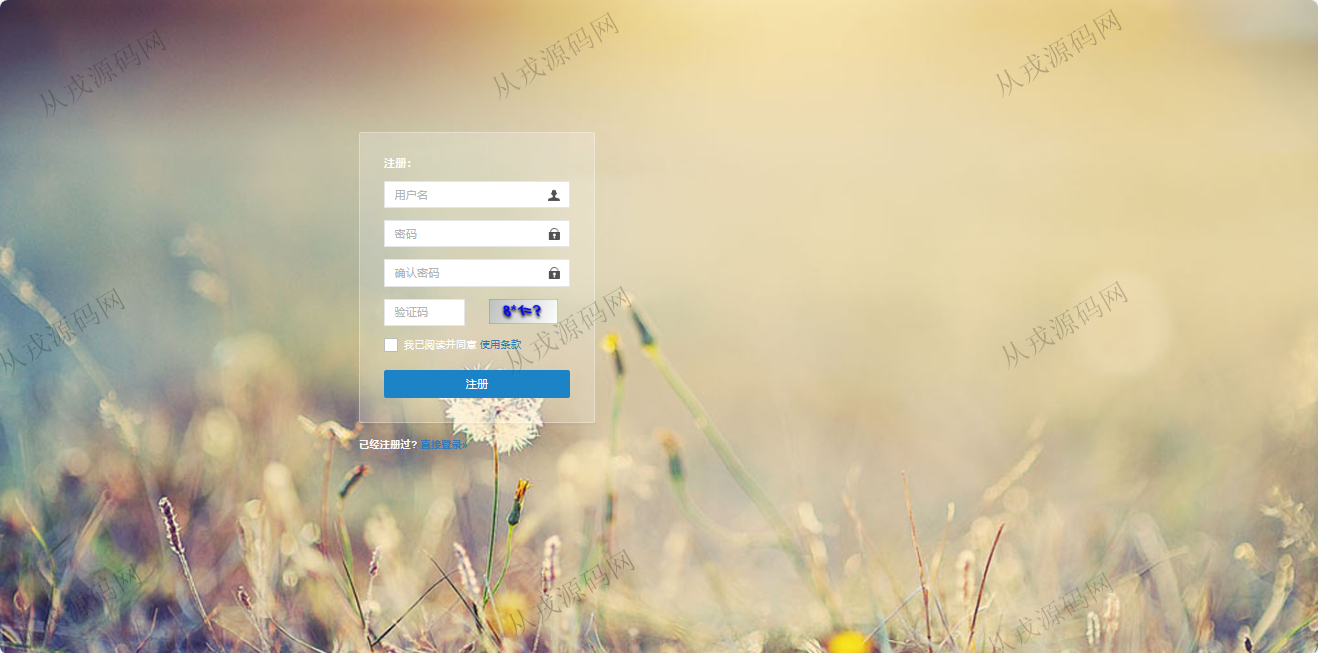 从戎源码网
从戎源码网
从戎源码网
注册：
用户名
密码
确认密码
验证码
8*1=?
我已阅读并同意 使用条款
注册
已经注册过? 直接登录»
从戎源码网
从戎源码网
从戎源码网
从戎源码网
从戎源码网
从戎源码网